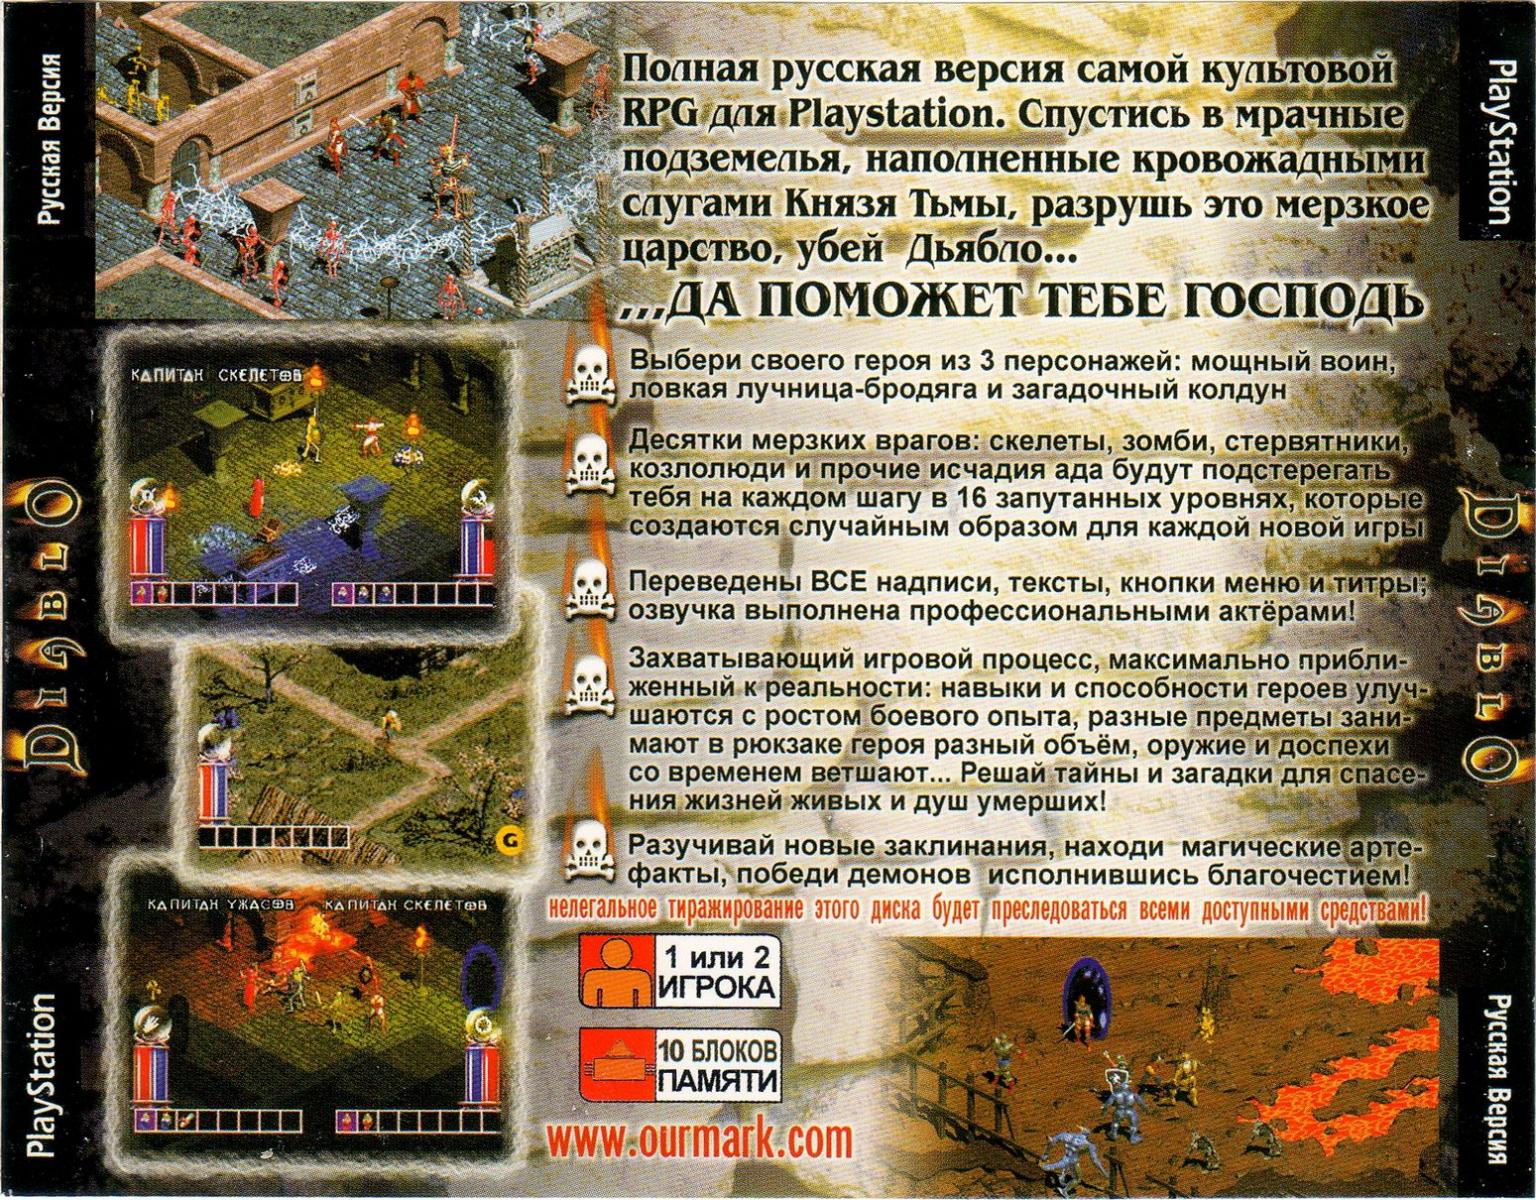 Русская Версия
DIABLO
PlayStation
Полная русская версия самой культовой
RPG для Playstation. Спустись в мрачные
подземелья, наполненные кровожадными
слугами Князя Тьмы, разрушь это мерзкое
царство, убей Дьябло...
...ДА ПОМОЖЕТ ТЕБЕ ГОСПОДЬ
КАПИТАН СКЕЛЕТОВ
Выбери своего героя из 3 персонажей: мощный воин,
ловкая лучница-бродяга и загадочный колдун
Десятки мерзких врагов: скелеты, зомби, стервятники,
козлолюди и прочие исчадия ада будут подстерегать
тебя на каждом шагу в 16 запутанных уровнях, которые
создаются случайным образом для каждой новой игры
Переведены ВСЕ надписи, тексты, кнопки меню и титры;
озвучка выполнена профессиональными актёрами!
Захватывающий игровой процесс, максимально прибли-
женный к реальности: навыки и способности героев улуч-
шаются с ростом боевого опыта, разные предметы зани-
мают в рюкзаке героя разный объём, оружие и доспехи
со временем ветшают... Решай тайны и загадки для спасе-
ния жизней живых и душ умерших!
G
Разучивай новые заклинания, находи магические арте-
факты, победи демонов исполнившись благочестием!
нелегальное тиражирование этого диска будет преследоваться всеми доступными средствами!
КАПИТАН УЖАСОВ КАПИТАН СКЕЛЕТОВ
1 или 2
ИГРОКА
10 БЛОКОВ
ПАМЯТИ
www.ourmark.com
PlayStation
DIABLO
Русская Версия